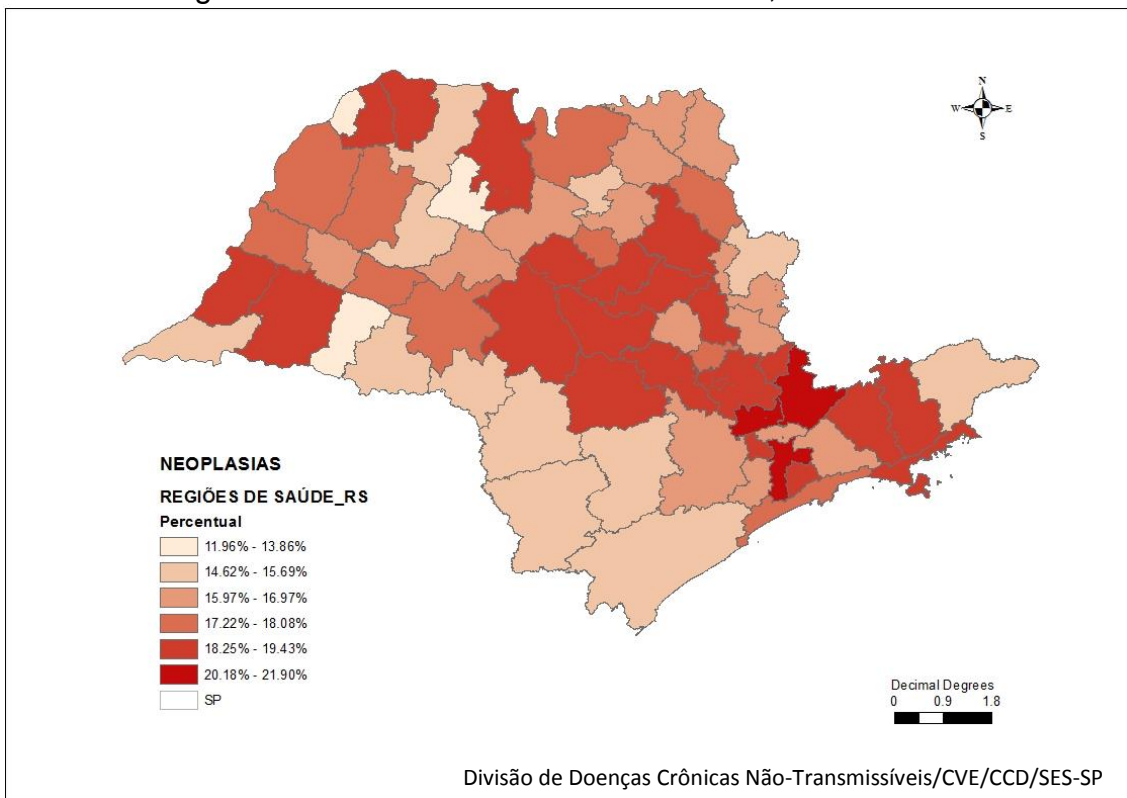 N
W E
S
NEOPLASIAS
REGIÕES DE SAÚDE_RS
Percentual
11.96% - 13.86%
14.62% - 15.69%
15.97% - 16.97%
17.22% - 18.08%
18.25% - 19.43%
20.18% - 21.90%
SP
Decimal Degrees
0 0.9 1.8
Divisão de Doenças Crônicas Não-Transmissíveis/CVE/CCD/SES-SP